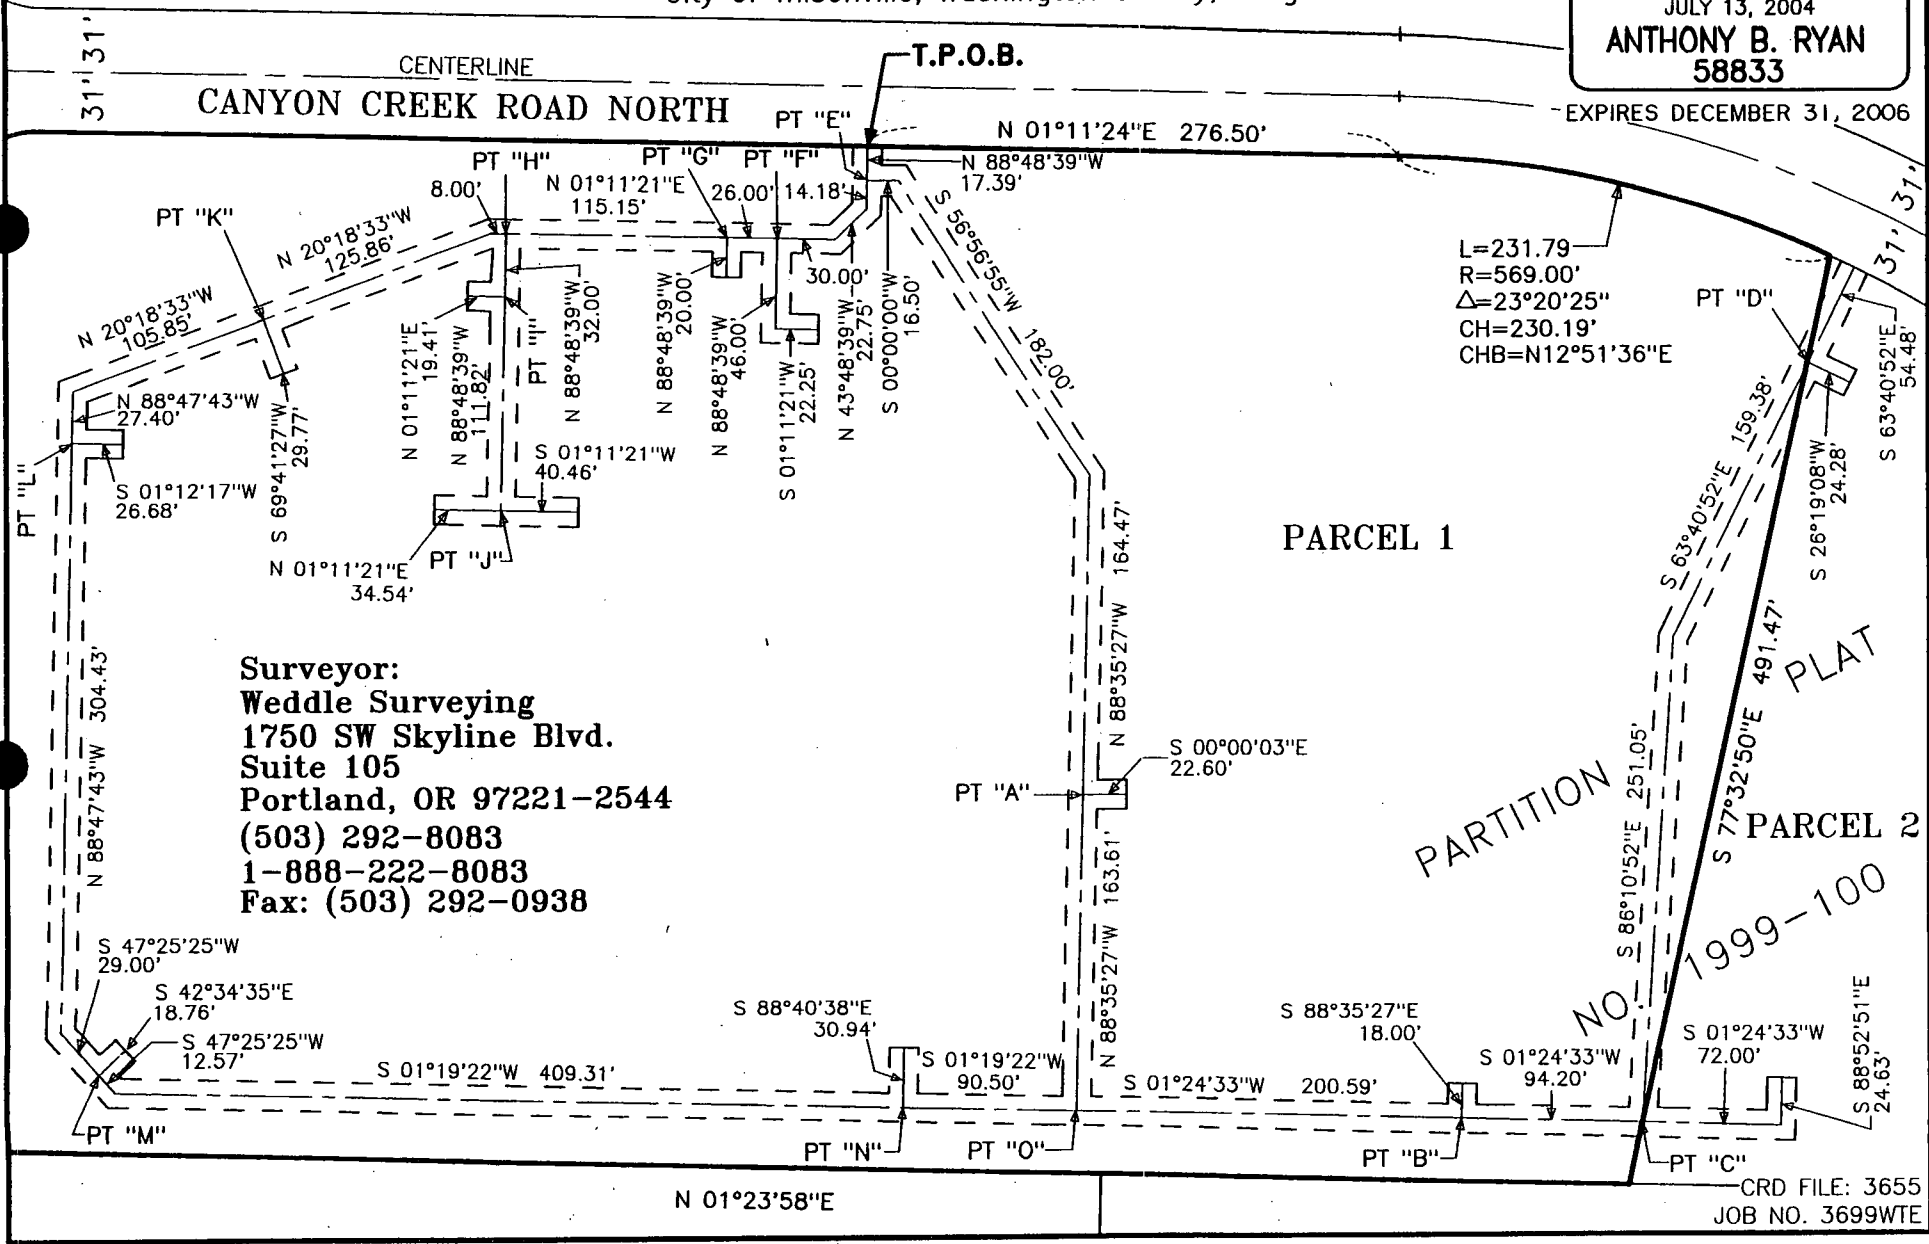 JULY 13, 2004
ANTHONY B. RYAN
58833
EXPIRES DECEMBER 31, 2006
31' 31'
CENTERLINE
T.P.O.B.
CANYON CREEK ROAD NORTH
PT "E"
N 01°11'24"E 276.50'
PT "H"
PT "G"
PT "F"
N 88°48'39"W
17.39'
8.00'
N 01°11'21"E
115.15'
26.00'
14.18'
PT "K"
N 20°18'33"W
125.86'
N 20°18'33"W
105.85'
S 56°56'55"W 182.00'
31' 31'
L=231.79
R=569.00'
Δ=23°20'25"
CH=230.19'
CHB=N12°51'36"E
PT "D"
S 63°40'52"E
54.48'
30.00'
N 01°11'21"E
19.41'
N 88°48'39"W
111.82'
PT "I"
N 88°48'39"W
32.00'
N 88°48'39"W
20.00'
N 88°48'39"W
46.00'
S 01°11'21"W
22.25'
N 43°48'39"W
22.75'
S 00°00'00"W
16.50'
N 88°47'43"W
27.40'
PT "L"
S 01°12'17"W
26.68'
S 69°41'27"W
29.77'
S 01°11'21"W
40.46'
N 01°11'21"E
34.54'
PT "J"
S 63°40'52"E 159.38'
S 26°19'08"W
24.28'
PARCEL 1
N 88°35'27"W 164.47'
N 88°47'43"W 304.43'
Surveyor:
Weddle Surveying
1750 SW Skyline Blvd.
Suite 105
Portland, OR 97221-2544
(503) 292-8083
1-888-222-8083
Fax: (503) 292-0938
PT "A"
S 00°00'03"E
22.60'
S 86°10'52"E 251.05'
S 77°32'50"E 491.47'
PARTITION PLAT
NO. 1999-100
PARCEL 2
N 88°35'27"W 163.61'
S 47°25'25"W
29.00'
S 42°34'35"E
18.76'
S 47°25'25"W
12.57'
S 01°19'22"W 409.31'
S 88°40'38"E
30.94'
S 01°19'22"W
90.50'
S 01°24'33"W 200.59'
S 88°35'27"E
18.00'
S 01°24'33"W
94.20'
S 01°24'33"W
72.00'
S 88°52'51"E
24.63'
PT "M"
PT "N"
PT "O"
PT "B"
PT "C"
N 01°23'58"E
CRD FILE: 3655
JOB NO. 3699WTE